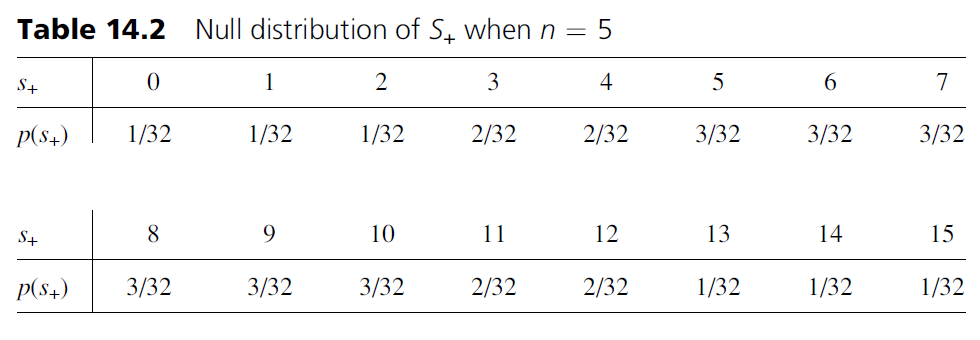 Table 14.2 Null distribution of S₊ when n = 5
s₊ 0 1 2 3 4 5 6 7
p(s₊) 1/32 1/32 1/32 2/32 2/32 3/32 3/32 3/32
s₊ 8 9 10 11 12 13 14 15
p(s₊) 3/32 3/32 3/32 2/32 2/32 1/32 1/32 1/32